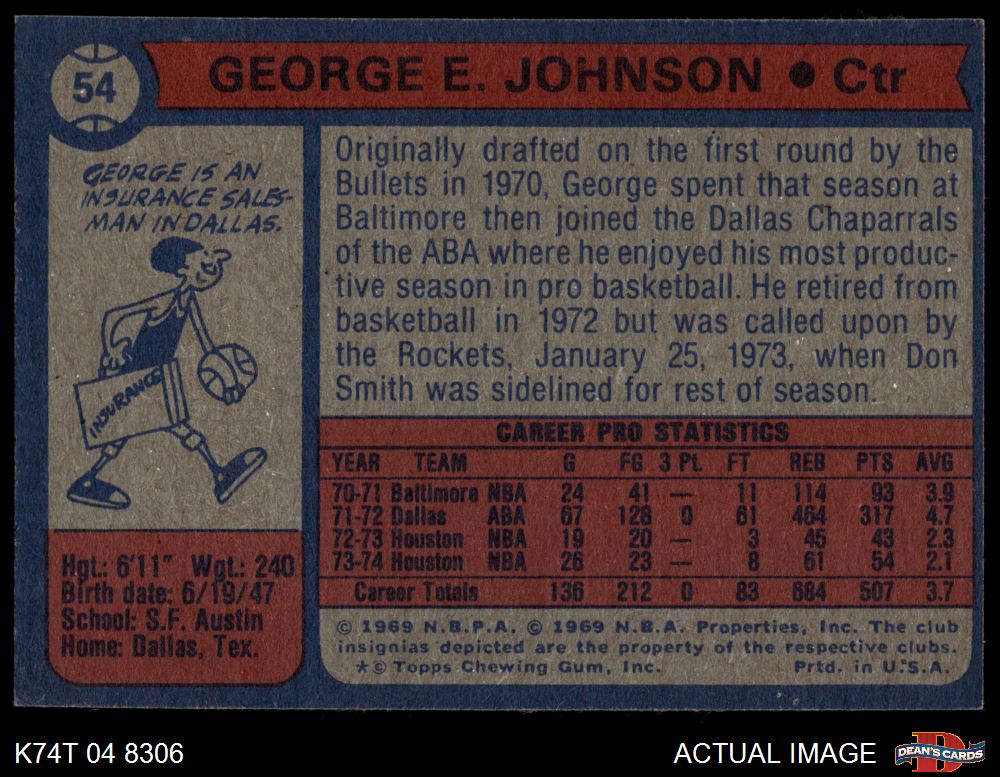 54
GEORGE E. JOHNSON ● Ctr
GEORGE IS AN
INSURANCE SALES-
MAN IN DALLAS.
INSURANCE
Hgt.: 6'11" Wgt.: 240
Birth date: 6/19/47
School: S.F. Austin
Home: Dallas, Tex.
Originally drafted on the first round by the
Bullets in 1970, George spent that season at
Baltimore then joined the Dallas Chaparrals
of the ABA where he enjoyed his most produc-
tive season in pro basketball. He retired from
basketball in 1972 but was called upon by
the Rockets, January 25, 1973, when Don
Smith was sidelined for rest of season.
CAREER PRO STATISTICS
YEAR TEAM G FG 3 Pt. FT REB PTS AVG
70-71 Baltimore NBA 24 41 — 11 114 93 3.9
71-72 Dallas ABA 67 128 0 61 464 317 4.7
72-73 Houston NBA 19 20 — 3 45 43 2.3
73-74 Houston NBA 26 23 — 8 61 54 2.1
Career Totals 136 212 0 83 684 507 3.7
© 1969 N.B.P.A. © 1969 N.B.A. Properties, Inc. The club
insignias depicted are the property of the respective clubs.
*© Topps Chewing Gum, Inc. Prtd. in U.S.A.
K74T 04 8306
ACTUAL IMAGE
D
DEAN'S CARDS